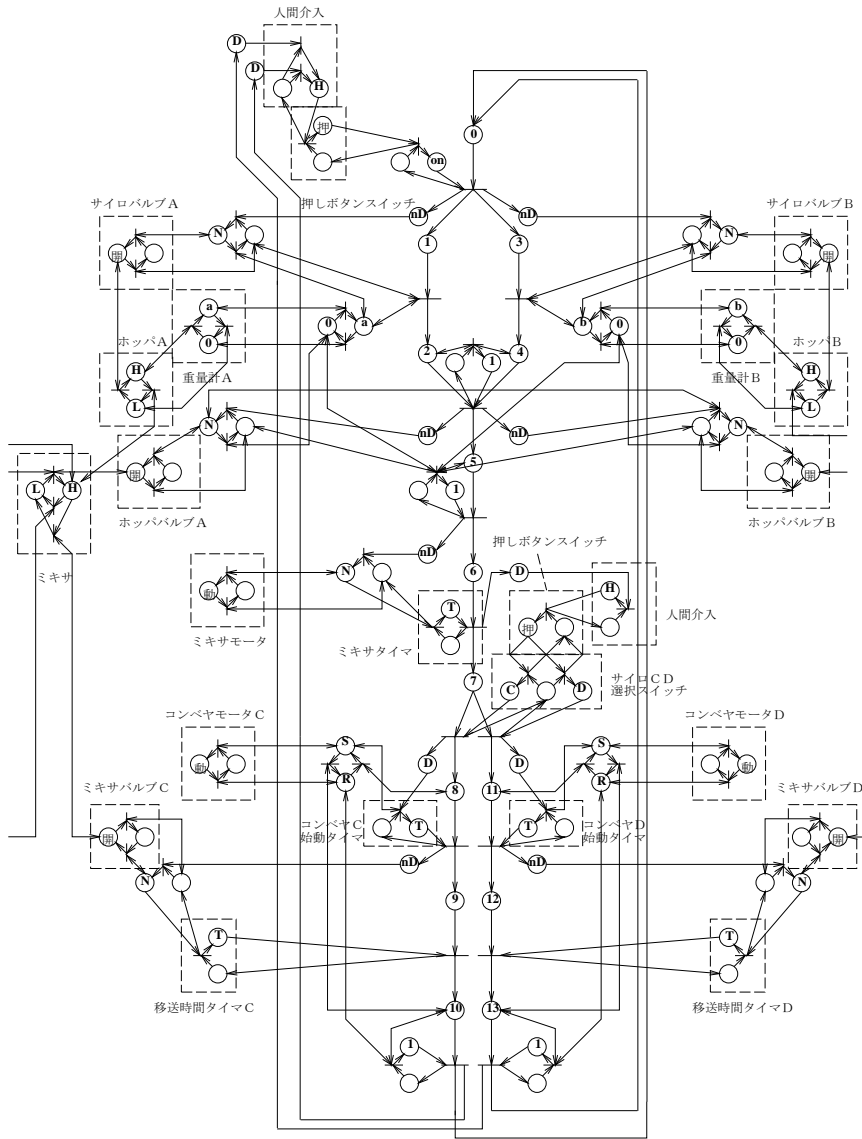 人間介入
D
D
H
押
on
0
サイロバルブA
押しボタンスイッチ
サイロバルブB
nD
nD
開
N
1
3
N
開
ホッパA
a
0
a
b
0
b
ホッパB
0
重量計A
2
1
4
重量計B
0
H
L
H
L
N
nD
nD
N
ミキサ
L
H
開
5
1
開
ホッパバルブA
ホッパバルブB
nD
押しボタンスイッチ
動
N
6
D
人間介入
H
ミキサモータ
T
ミキサタイマ
押
7
C
D
サイロCD
選択スイッチ
コンベヤモータC
コンベヤモータD
動
S
R
D
8
D
11
S
R
動
ミキサバルブC
ミキサバルブD
コンベヤC
始動タイマ
T
T
コンベヤD
始動タイマ
開
N
nD
nD
N
開
9
12
T
T
移送時間タイマC
移送時間タイマD
10
13
1
1